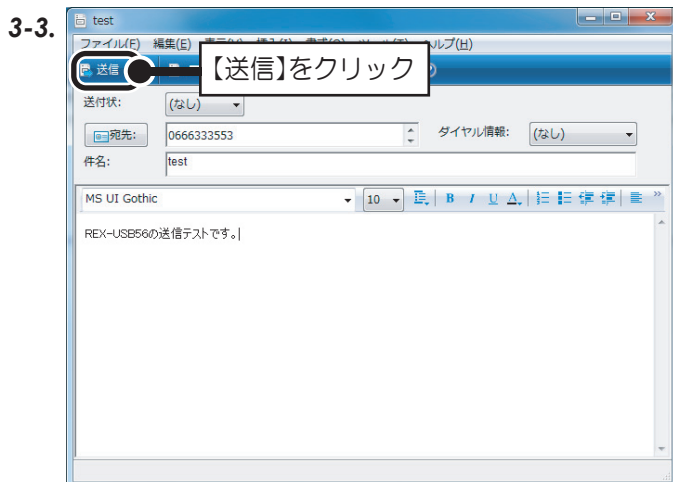 3-3.
test
ファイル(F) 編集(E) ヘルプ(H)
送信
【送信】をクリック
送付状: (なし)
宛先: 0666333553 ダイヤル情報: (なし)
件名: test
MS UI Gothic 10 B I U A
REX-USB56の送信テストです。